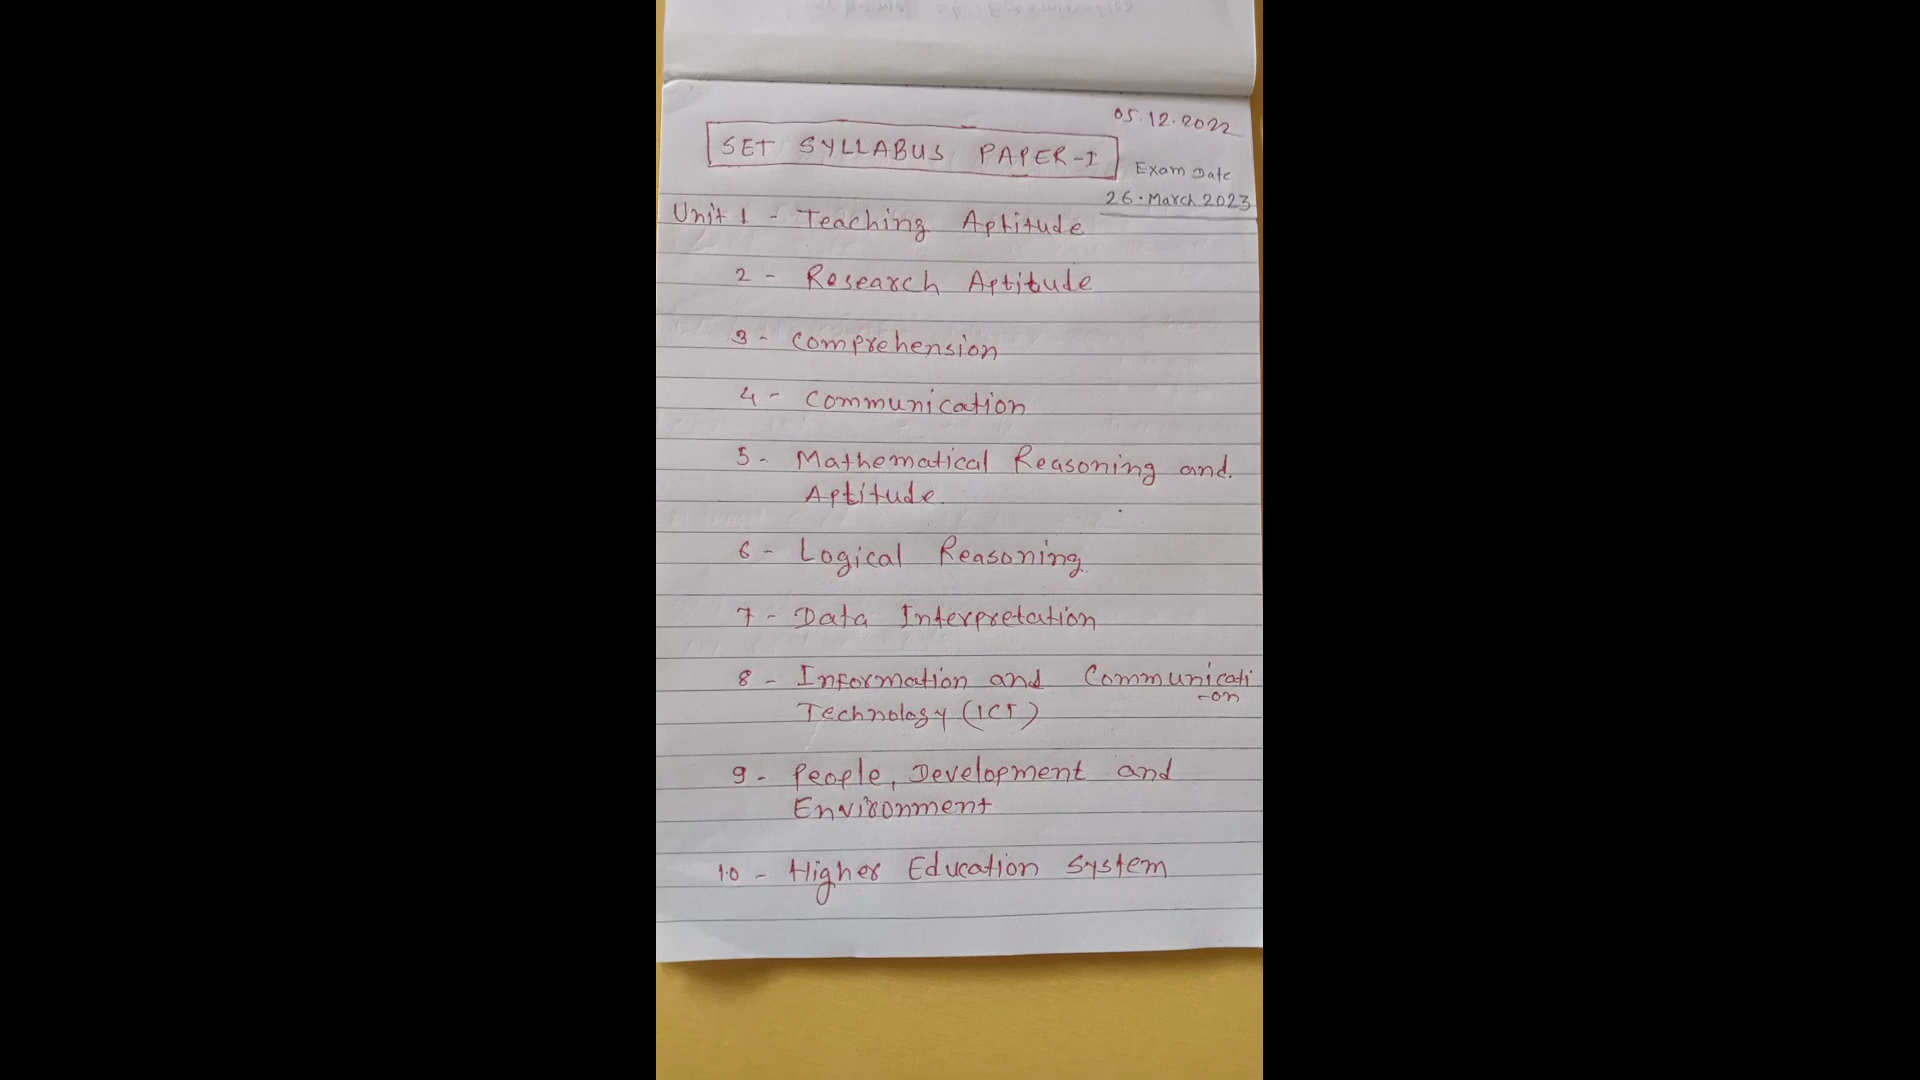 05.12.2022
SET SYLLABUS PAPER-I
Exam Date
26.March 2023
Unit 1 - Teaching Aptitude
2 - Research Aptitude
3 - Comprehension
4 - Communication
5 - Mathematical Reasoning and
Aptitude
6 - Logical Reasoning
7 - Data Interpretation
8 - Information and Communicati
-on
Technology (ICT)
9 - People, Development and
Environment
10 - Higher Education System